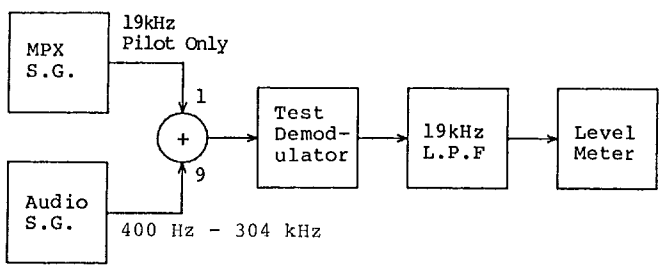 19kHz
Pilot Only
MPX
S.G.
1
+
9
Test
Demod-
ulator
19kHz
L.P.F
Level
Meter
Audio
S.G.
400 Hz - 304 kHz